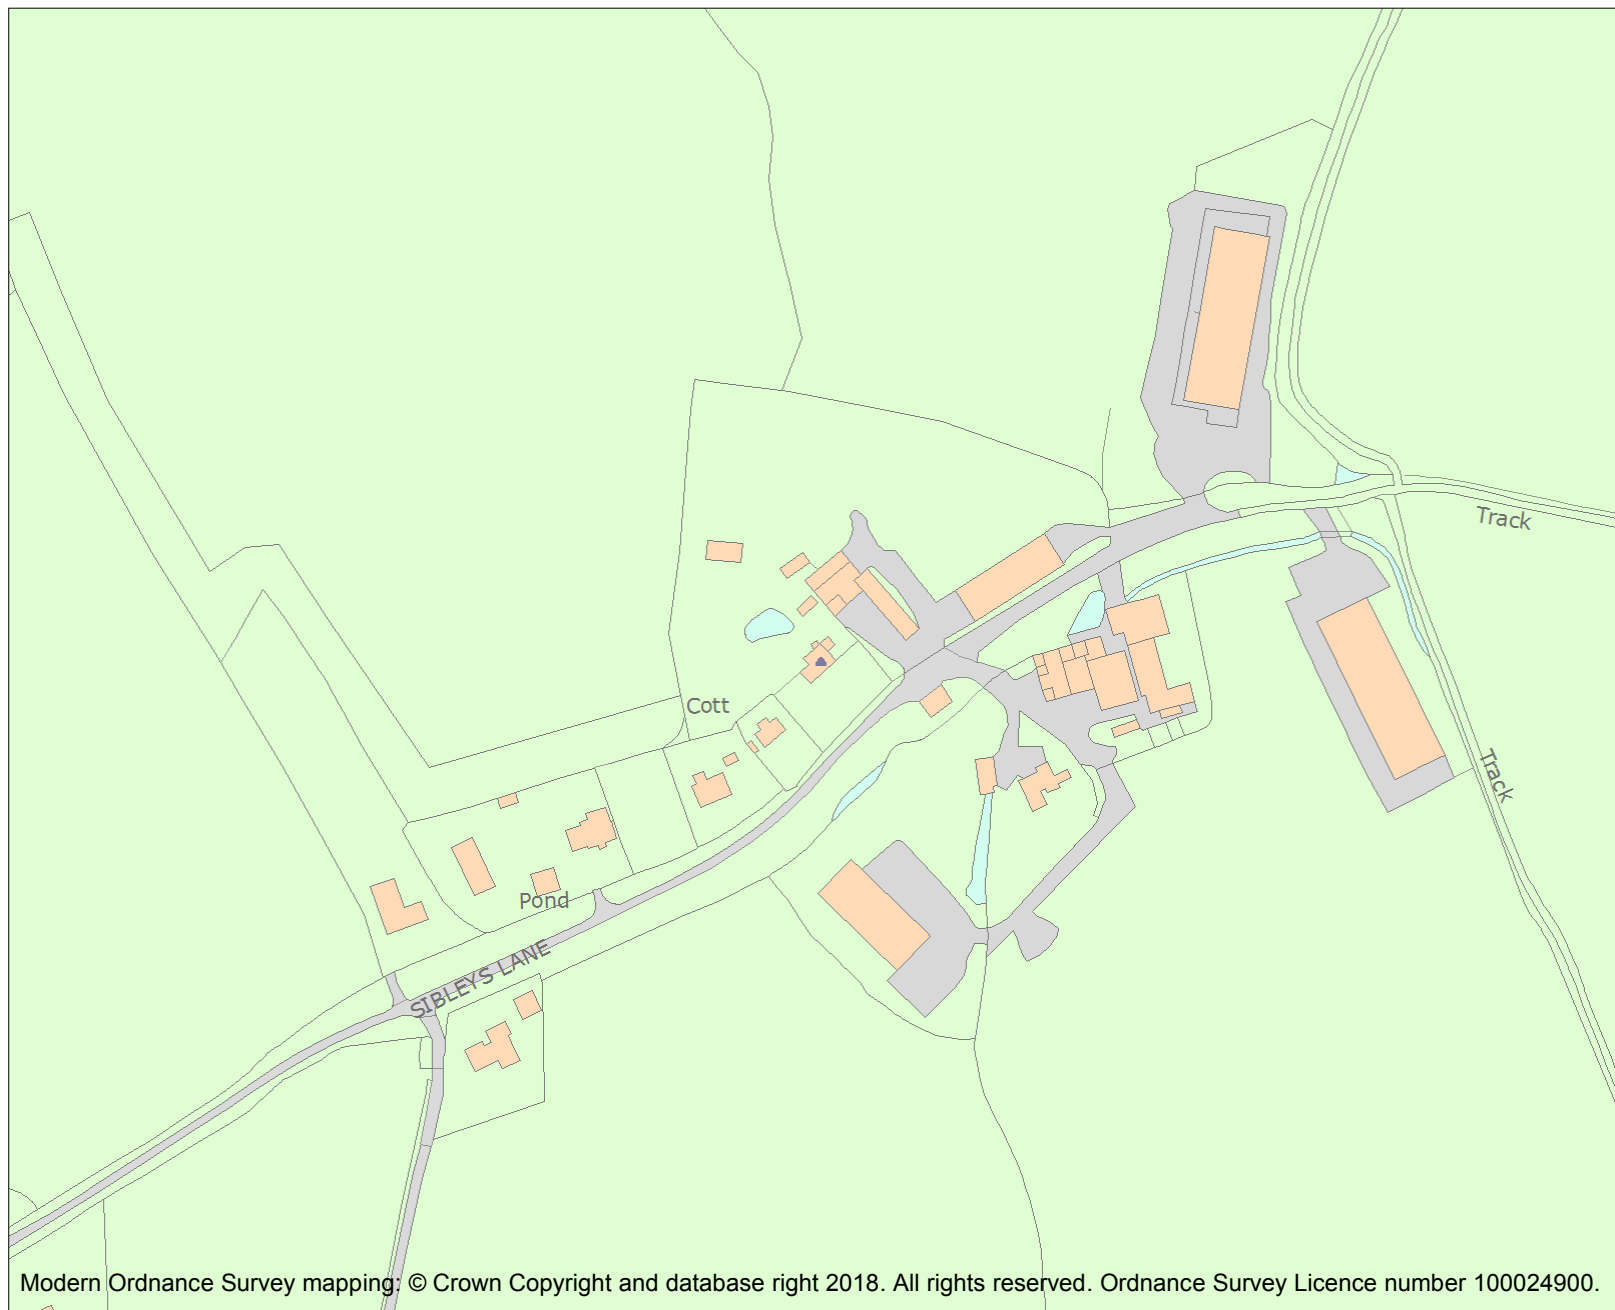 Track
Cott
Track
Pond
SIBLEYS LANE
Modern Ordnance Survey mapping: © Crown Copyright and database right 2018. All rights reserved. Ordnance Survey Licence number 100024900.